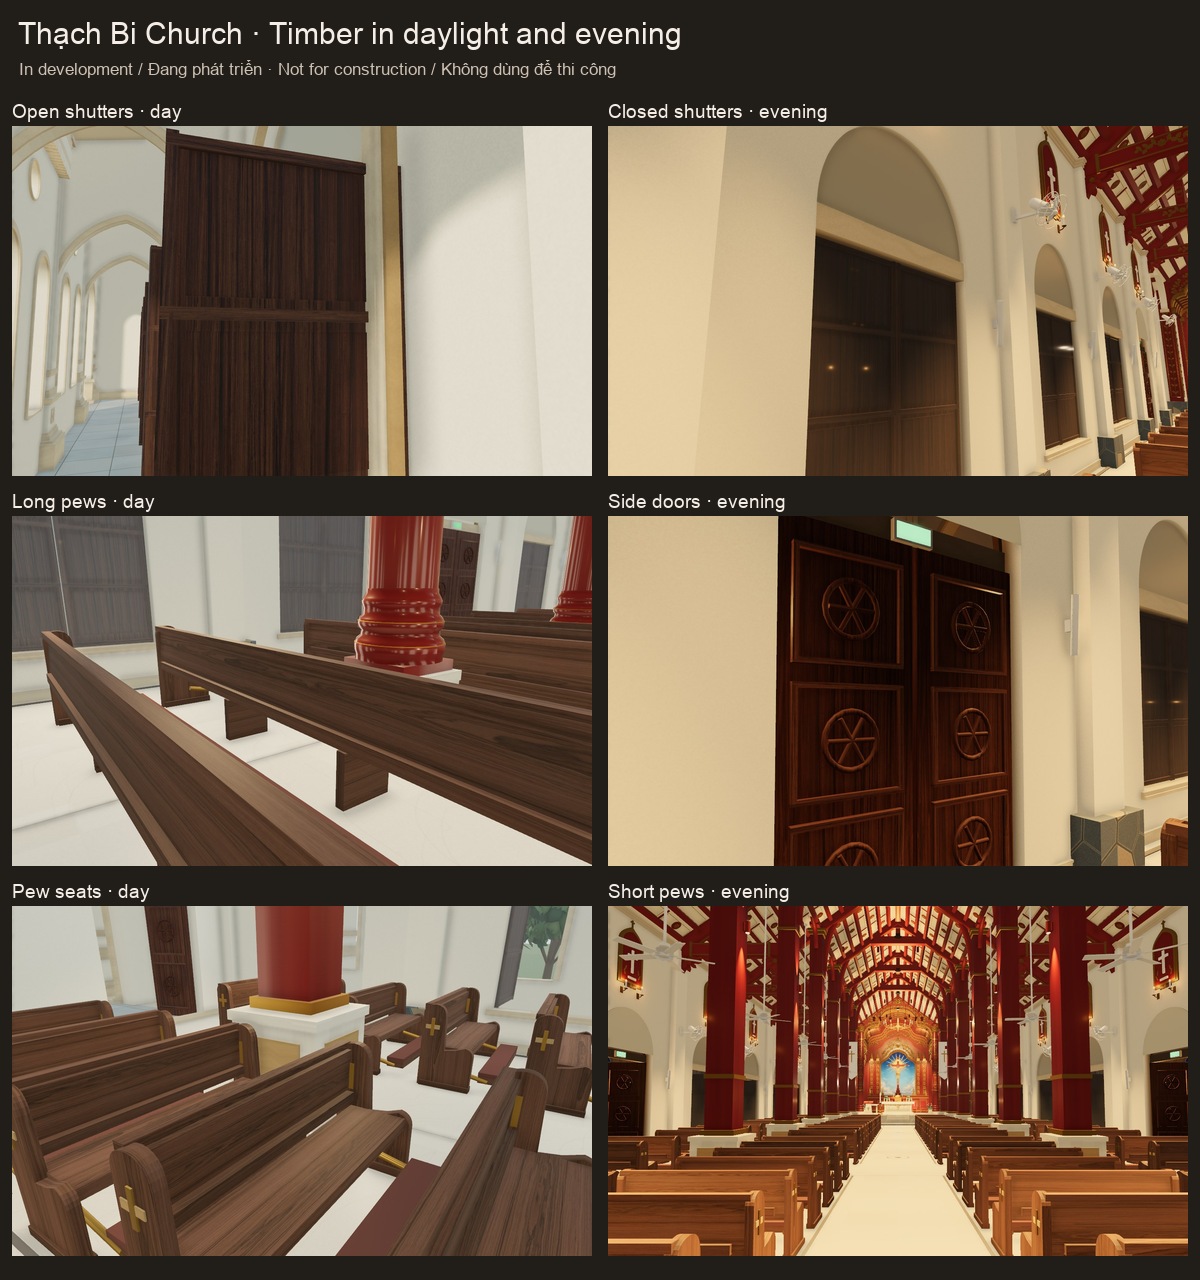 Thạch Bi Church · Timber in daylight and evening
In development / Đang phát triển · Not for construction / Không dùng để thi công
Open shutters · day
Closed shutters · evening
Long pews · day
Side doors · evening
Pew seats · day
Short pews · evening